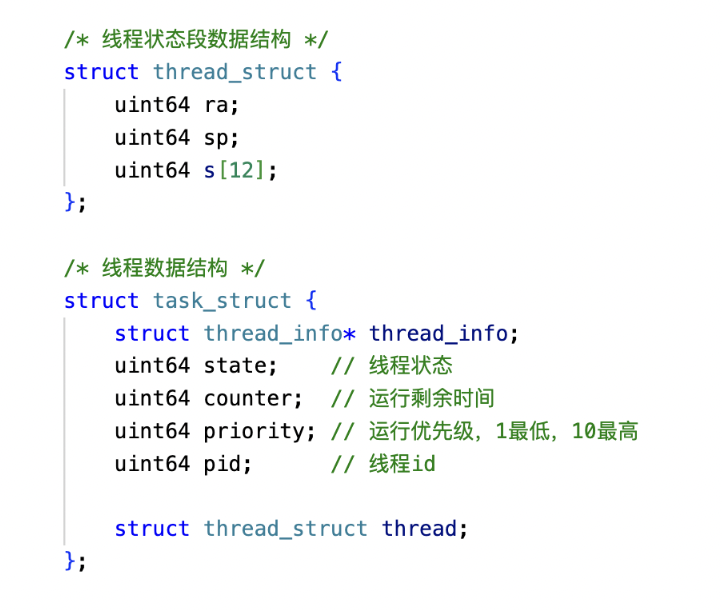 /* 线程状态段数据结构 */
struct thread_struct {
    uint64 ra;
    uint64 sp;
    uint64 s[12];
};

/* 线程数据结构 */
struct task_struct {
    struct thread_info* thread_info;
    uint64 state;    // 线程状态
    uint64 counter;  // 运行剩余时间
    uint64 priority; // 运行优先级，1最低，10最高
    uint64 pid;      // 线程id

    struct thread_struct thread;
};